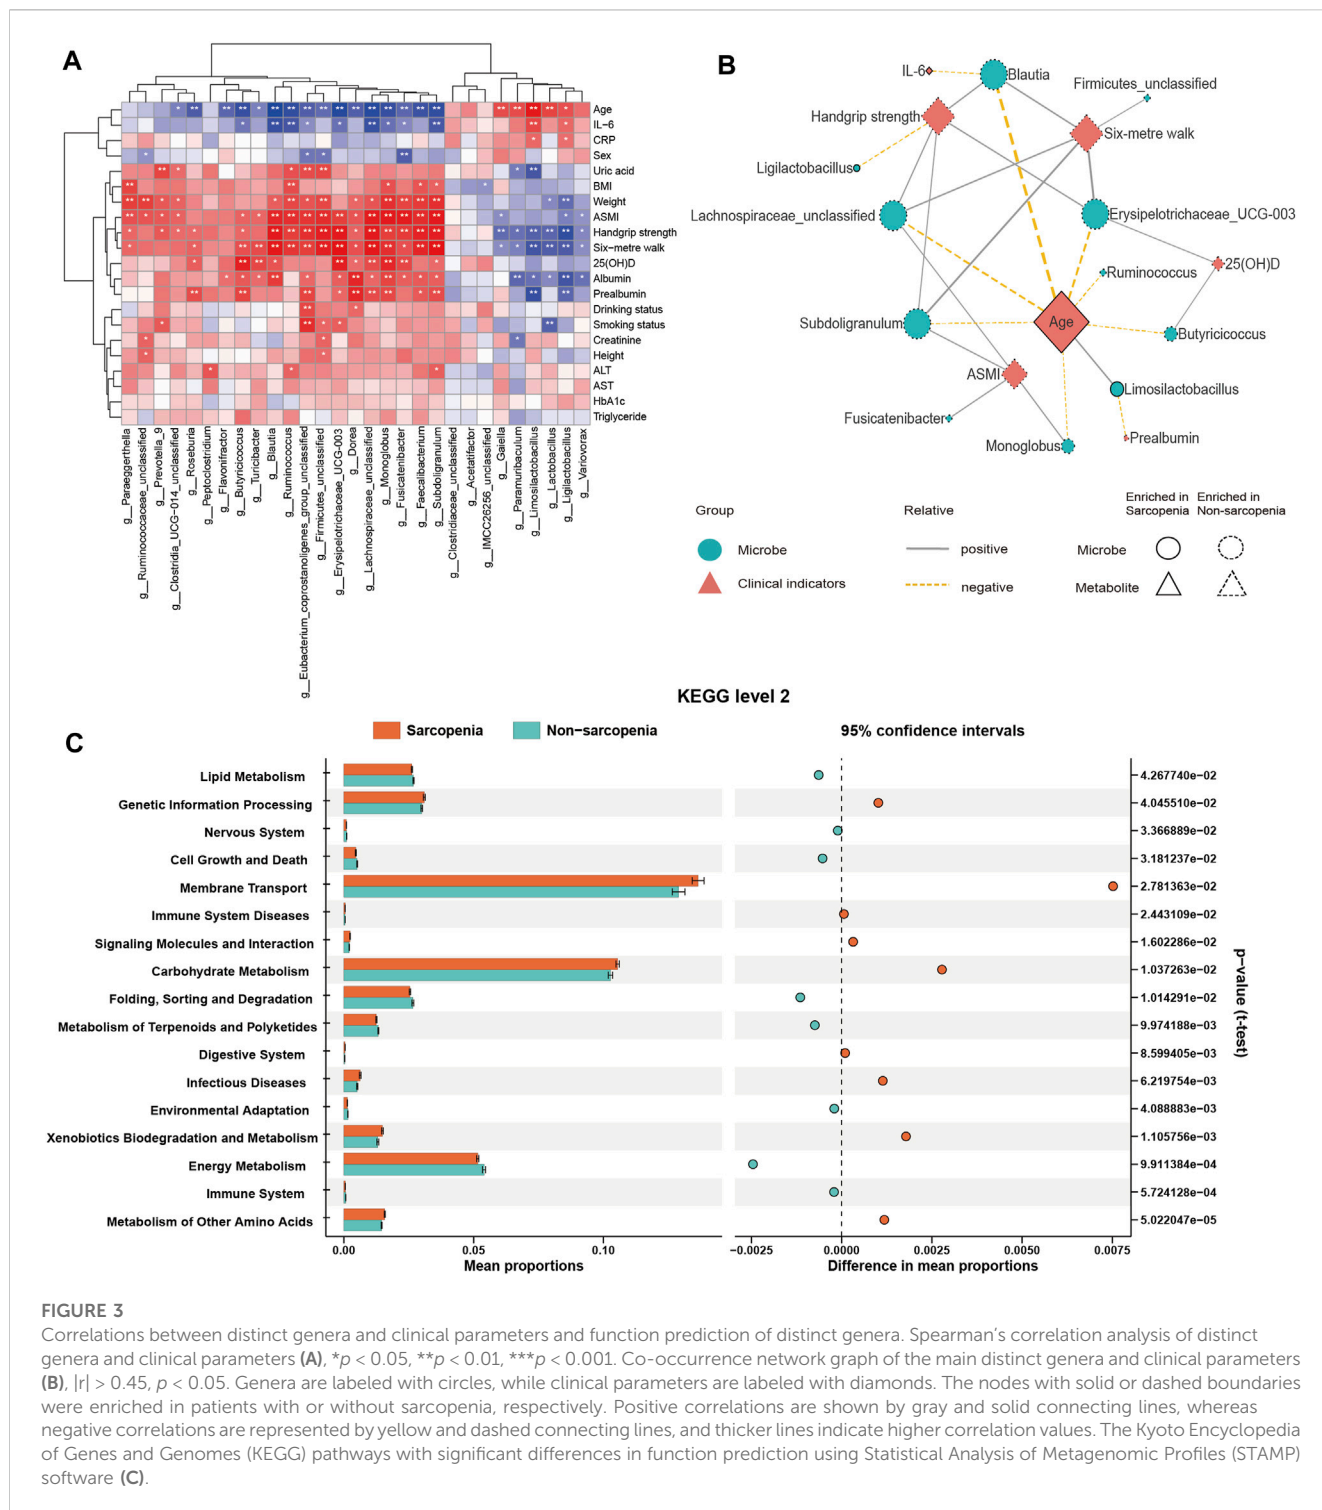 A
Age
IL-6
CRP
Sex
Uric acid
BMI
Weight
ASMI
Handgrip strength
Six-metre walk
25(OH)D
Albumin
Prealbumin
Drinking status
Smoking status
Creatinine
Height
ALT
AST
HbA1c
Triglyceride
g__Paraeggerthella
g__Ruminococcaceae_unclassified
g__Prevotella_9
g__Clostridia_UCG-014_unclassified
g__Roseburia
g__Peptoclostridium
g__Flavonifractor
g__Butyricicoccus
g__Turicibacter
g__Blautia
g__Ruminococcus
g__Eubacterium_coprostanoligenes_group_unclassified
g__Firmicutes_unclassified
g__Erysipelotrichaceae_UCG-003
g__Dorea
g__Lachnospiraceae_unclassified
g__Monoglobus
g__Fusicatenibacter
g__Faecalibacterium
g__Subdoligranulum
g__Clostridiaceae_unclassified
g__Acetatifactor
g__IMCC26256_unclassified
g__Gaiella
g__Paramuribaculum
g__Limosilactobacillus
g__Lactobacillus
g__Ligilactobacillus
g__Variovorax
B
IL-6
Blautia
Firmicutes_unclassified
Handgrip strength
Six-metre walk
Ligilactobacillus
Lachnospiraceae_unclassified
Erysipelotrichaceae_UCG-003
25(OH)D
Ruminococcus
Subdoligranulum
Age
Butyricicoccus
ASMI
Limosilactobacillus
Fusicatenibacter
Monoglobus
Prealbumin
Group
Relative
Enriched in Sarcopenia
Enriched in Non-sarcopenia
Microbe
positive
Microbe
Clinical indicators
negative
Metabolite
KEGG level 2
C
Sarcopenia
Non-sarcopenia
95% confidence intervals
Lipid Metabolism
4.267740e-02
Genetic Information Processing
4.045510e-02
Nervous System
3.366889e-02
Cell Growth and Death
3.181237e-02
Membrane Transport
2.781363e-02
Immune System Diseases
2.443109e-02
Signaling Molecules and Interaction
1.602286e-02
Carbohydrate Metabolism
1.037263e-02
Folding, Sorting and Degradation
1.014291e-02
Metabolism of Terpenoids and Polyketides
9.974188e-03
Digestive System
8.599405e-03
Infectious Diseases
6.219754e-03
Environmental Adaptation
4.088883e-03
Xenobiotics Biodegradation and Metabolism
1.105756e-03
Energy Metabolism
9.911384e-04
Immune System
5.724128e-04
Metabolism of Other Amino Acids
5.022047e-05
p-value (t-test)
0.00 0.05 0.10
Mean proportions
−0.0025 0.0000 0.0025 0.0050 0.0075
Difference in mean proportions
FIGURE 3
Correlations between distinct genera and clinical parameters and function prediction of distinct genera. Spearman's correlation analysis of distinct
genera and clinical parameters (A), *p < 0.05, **p < 0.01, ***p < 0.001. Co-occurrence network graph of the main distinct genera and clinical parameters
(B), |r| > 0.45, p < 0.05. Genera are labeled with circles, while clinical parameters are labeled with diamonds. The nodes with solid or dashed boundaries
were enriched in patients with or without sarcopenia, respectively. Positive correlations are shown by gray and solid connecting lines, whereas
negative correlations are represented by yellow and dashed connecting lines, and thicker lines indicate higher correlation values. The Kyoto Encyclopedia
of Genes and Genomes (KEGG) pathways with significant differences in function prediction using Statistical Analysis of Metagenomic Profiles (STAMP)
software (C).